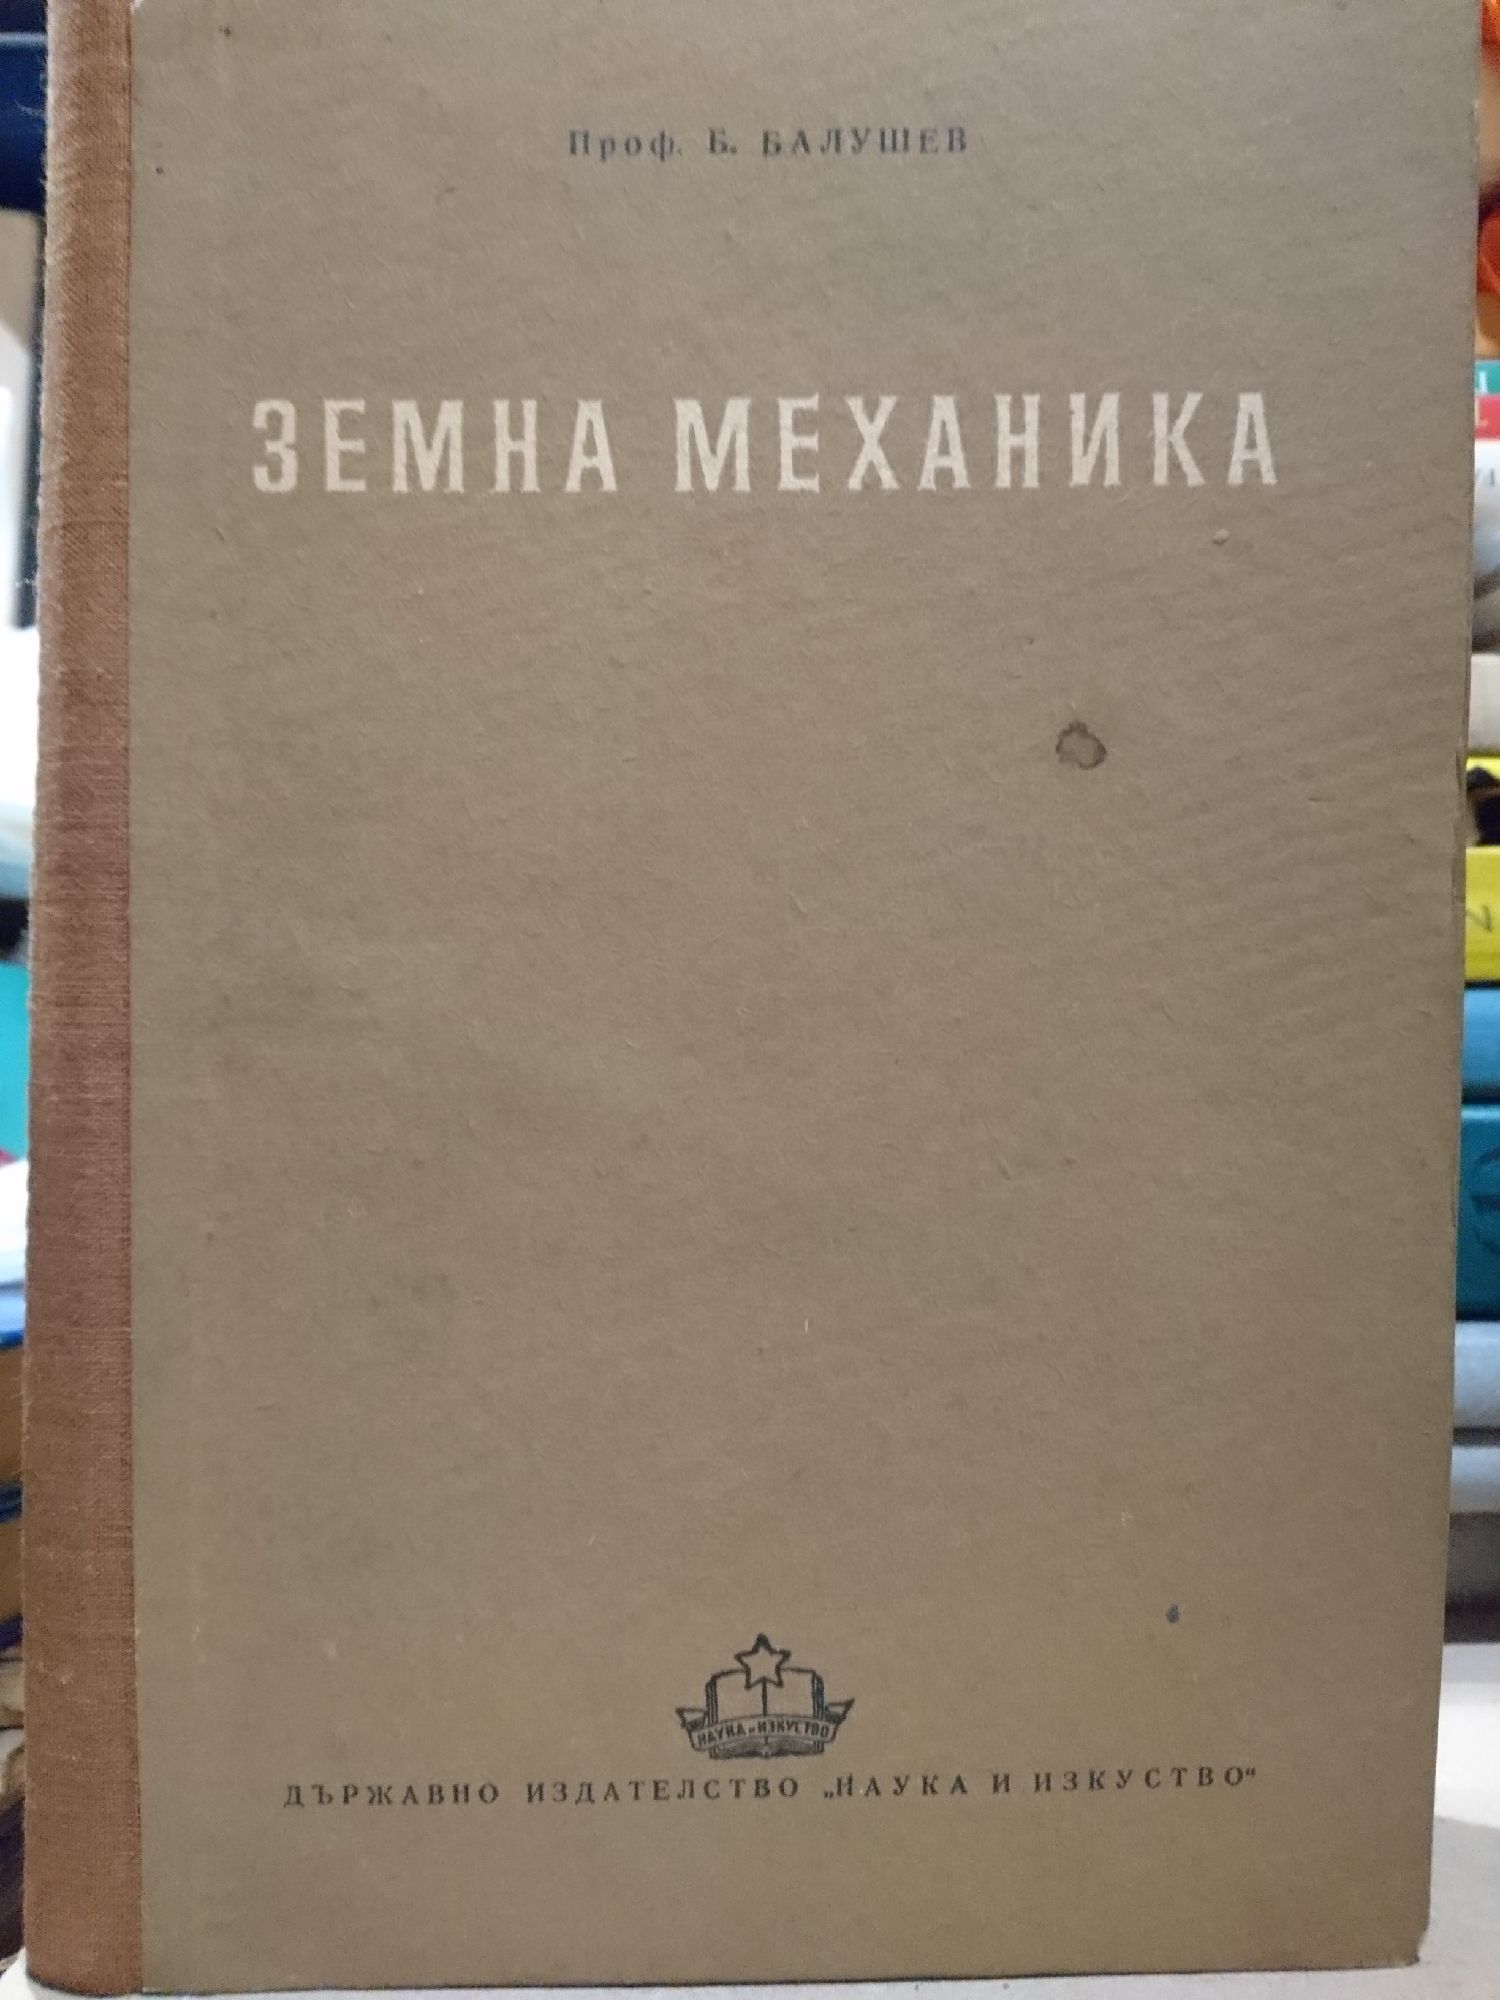 Проф. Б. БАЛУШЕВ
ЗЕМНА МЕХАНИКА
НАУКА и ИЗКУСТВО
ДЪРЖАВНО ИЗДАТЕЛСТВО „НАУКА И ИЗКУСТВО“